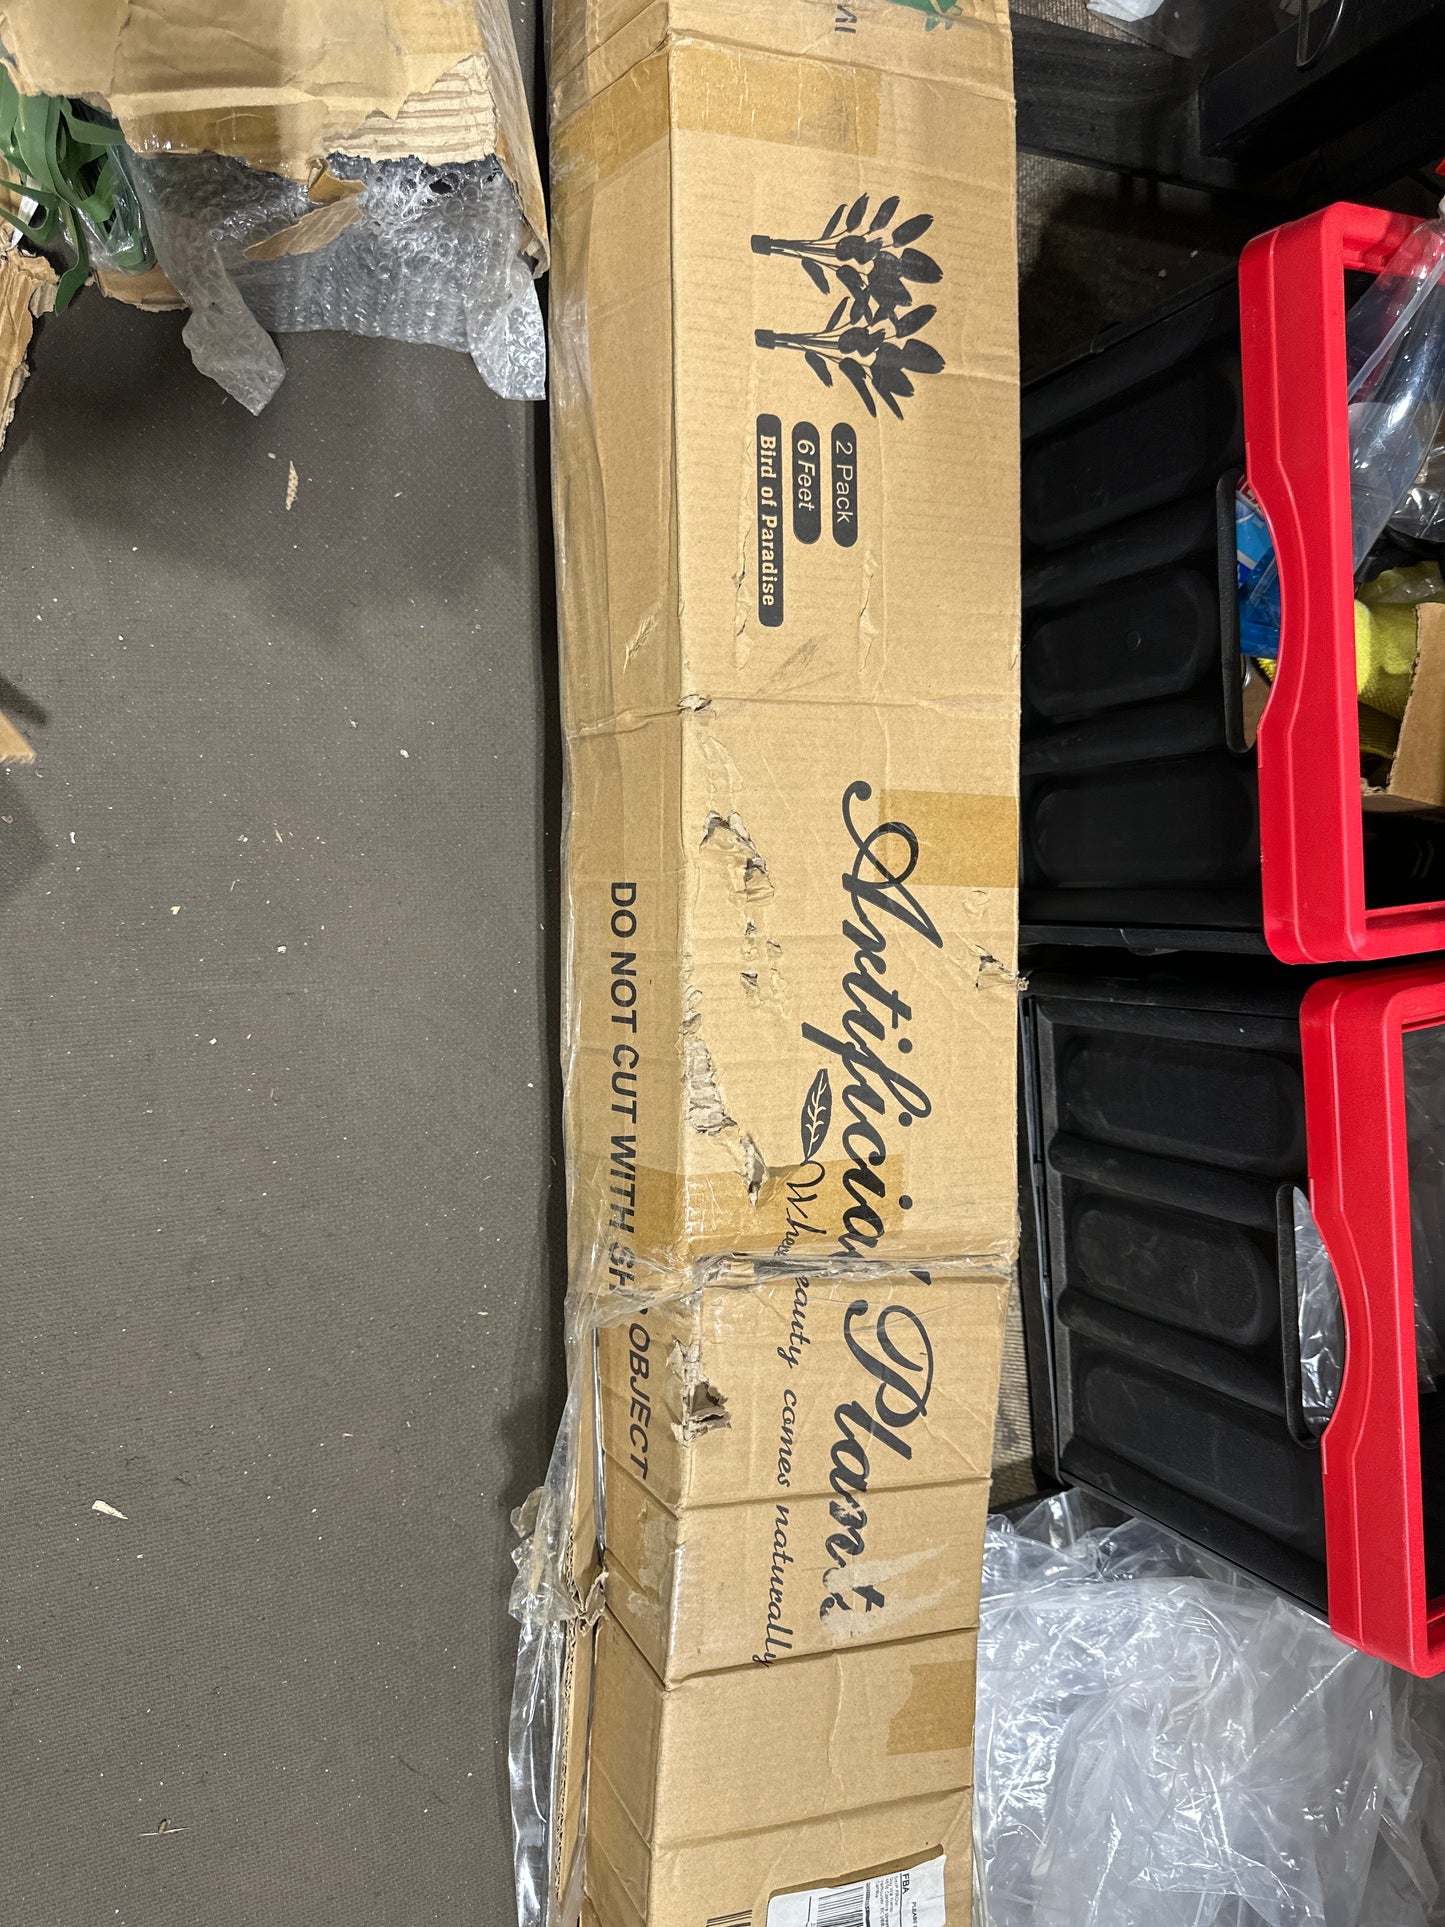 2 Pack
6 Feet
Bird of Paradise
Artificial Plant
Where beauty comes naturally
DO NOT CUT WITH SHARP OBJECT
FBA